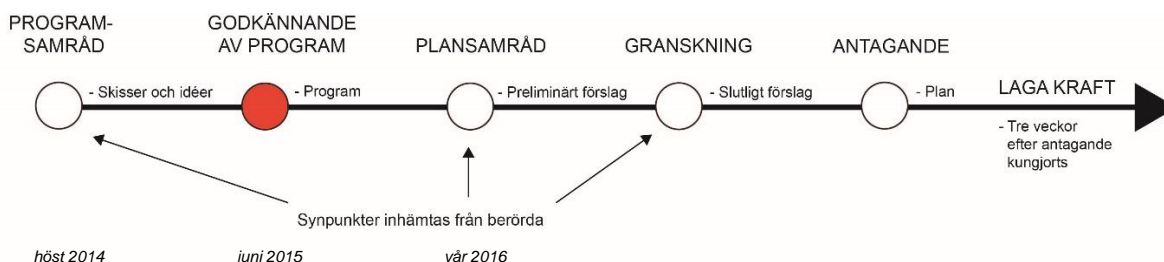 PROGRAM-
SAMRÅD
GODKÄNNANDE
AV PROGRAM
PLANSAMRÅD
GRANSKNING
ANTAGANDE
- Skisser och idéer
- Program
- Preliminärt förslag
- Slutligt förslag
- Plan
LAGA KRAFT
- Tre veckor
efter antagande
kungjorts
Synpunkter inhämtas från berörda
höst 2014
juni 2015
vår 2016